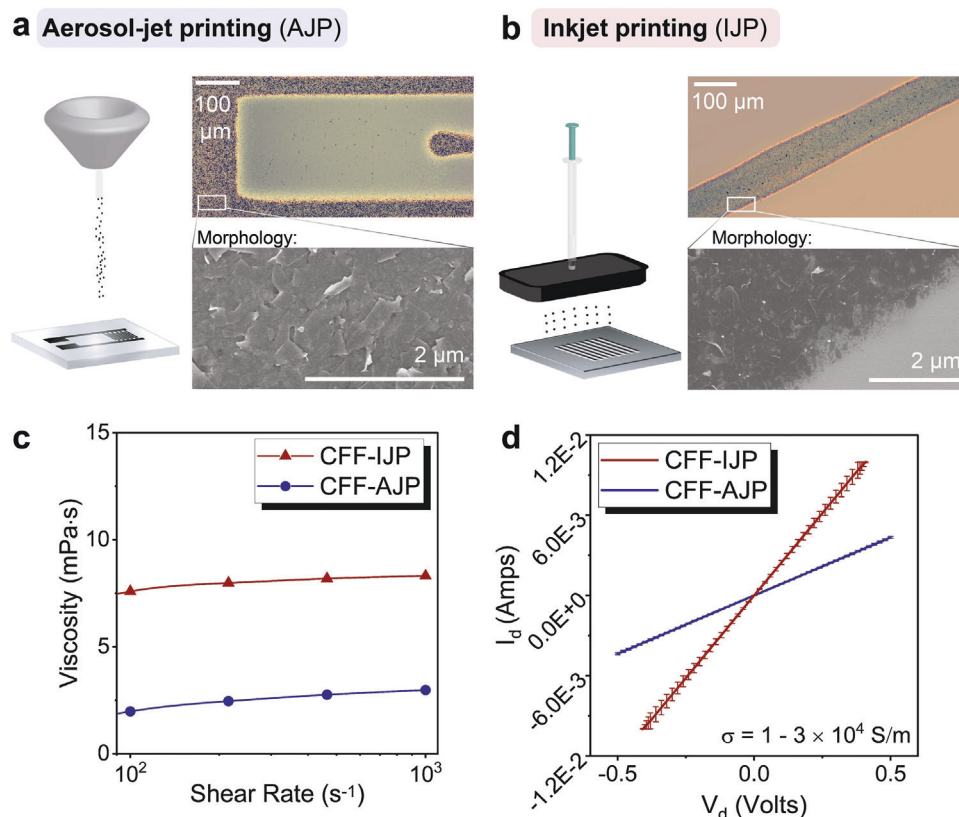 a Aerosol-jet printing (AJP)
100
µm
Morphology:
2 µm
b Inkjet printing (IJP)
100 µm
Morphology:
2 µm
c
15
10
5
0
Viscosity (mPa·s)
CFF-IJP
CFF-AJP
10² 10³
Shear Rate (s⁻¹)
d
1.2E-2
6.0E-3
0.0E+0
-6.0E-3
-1.2E-2
I_d (Amps)
CFF-IJP
CFF-AJP
σ = 1 - 3 × 10⁴ S/m
-0.5 0.0 0.5
V_d (Volts)